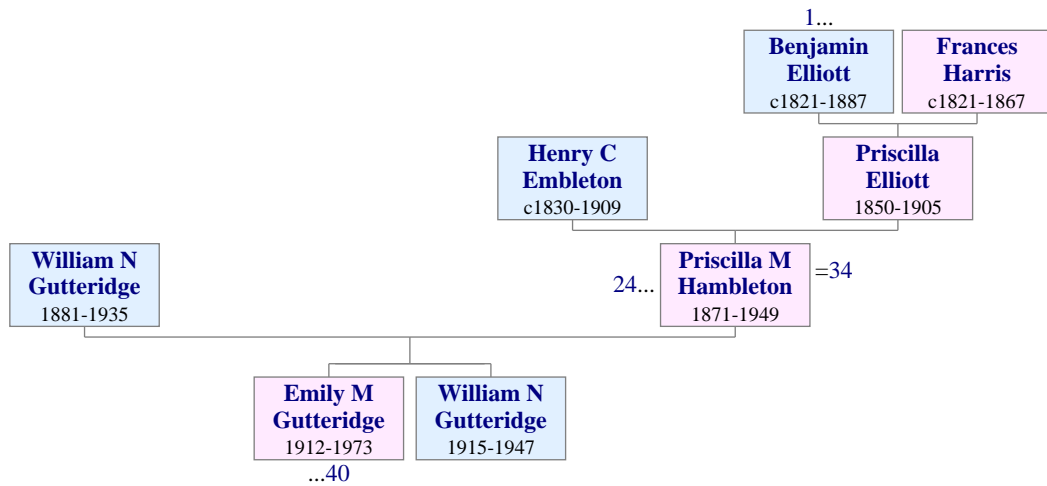 1...
Benjamin
Elliott
c1821-1887
Frances
Harris
c1821-1867
Henry C
Embleton
c1830-1909
Priscilla
Elliott
1850-1905
William N
Gutteridge
1881-1935
24...
Priscilla M
Hambleton
1871-1949
=34
Emily M
Gutteridge
1912-1973
...40
William N
Gutteridge
1915-1947